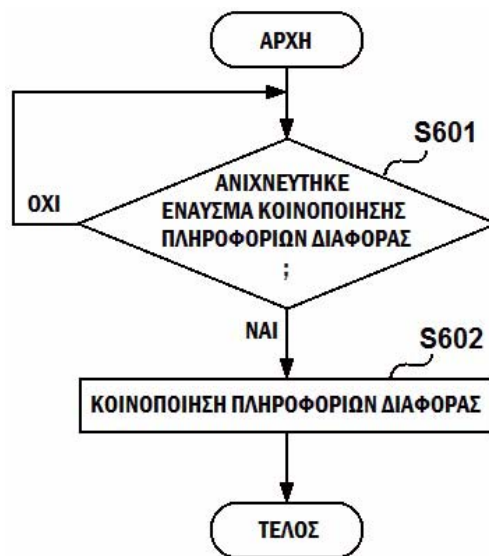 ΑΡΧΗ
S601
ΑΝΙΧΝΕΥΤΗΚΕ
ΕΝΑΥΣΜΑ ΚΟΙΝΟΠΟΙΗΣΗΣ
ΠΛΗΡΟΦΟΡΙΩΝ ΔΙΑΦΟΡΑΣ
;
ΟΧΙ
ΝΑΙ
S602
ΚΟΙΝΟΠΟΙΗΣΗ ΠΛΗΡΟΦΟΡΙΩΝ ΔΙΑΦΟΡΑΣ
ΤΕΛΟΣ